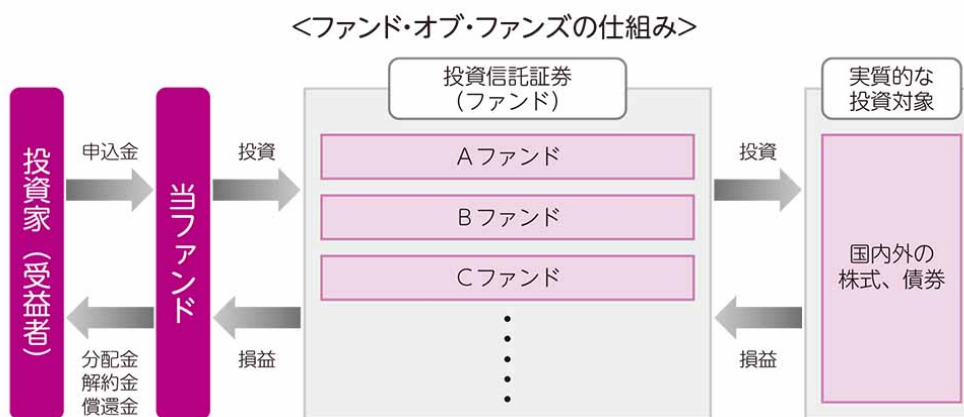 <ファンド・オブ・ファンズの仕組み>
投資家（受益者）
申込金
分配金
解約金
償還金
当ファンド
投資
損益
投資信託証券
（ファンド）
Aファンド
Bファンド
Cファンド
投資
損益
実質的な
投資対象
国内外の
株式、債券